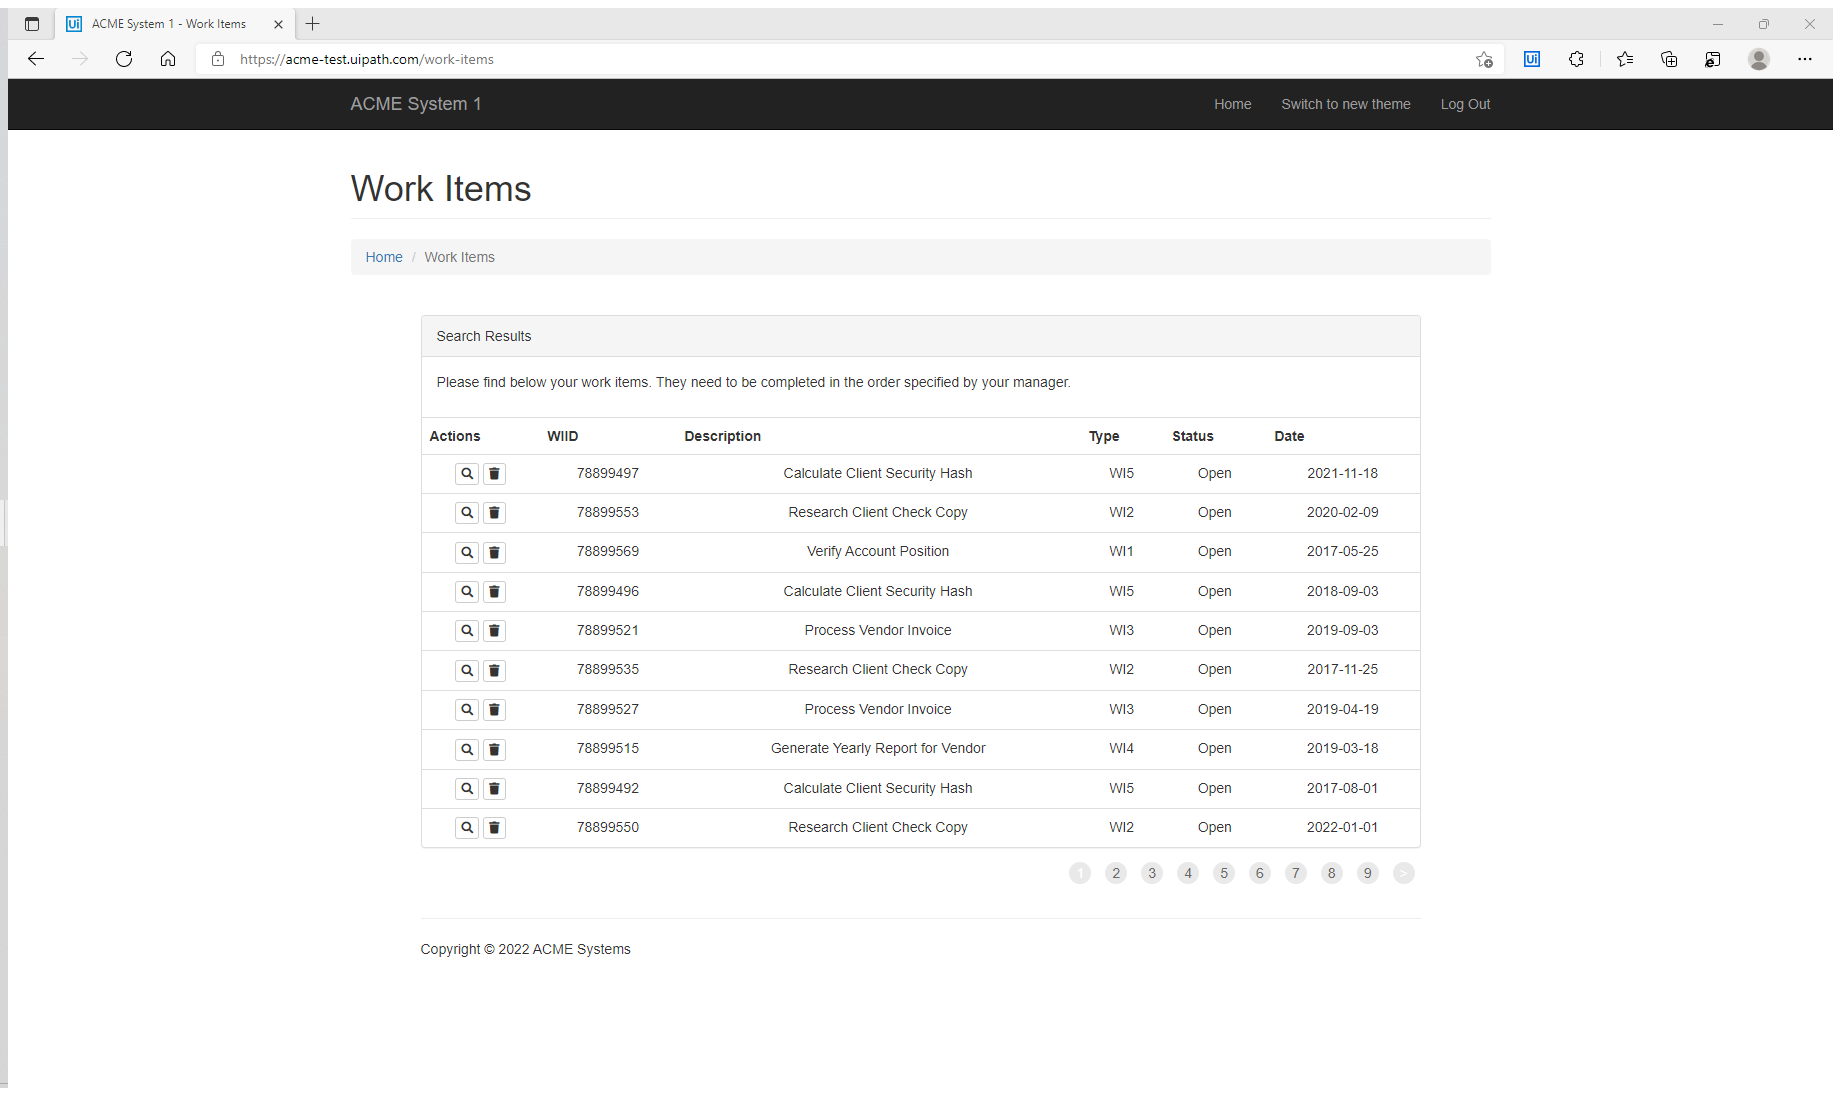 Ui ACME System 1 - Work Items
https://acme-test.uipath.com/work-items
Ui
ACME System 1 Home Switch to new theme Log Out
Work Items
Home / Work Items
Search Results
Please find below your work items. They need to be completed in the order specified by your manager.
Actions WIID Description Type Status Date
78899497 Calculate Client Security Hash WI5 Open 2021-11-18
78899553 Research Client Check Copy WI2 Open 2020-02-09
78899569 Verify Account Position WI1 Open 2017-05-25
78899496 Calculate Client Security Hash WI5 Open 2018-09-03
78899521 Process Vendor Invoice WI3 Open 2019-09-03
78899535 Research Client Check Copy WI2 Open 2017-11-25
78899527 Process Vendor Invoice WI3 Open 2019-04-19
78899515 Generate Yearly Report for Vendor WI4 Open 2019-03-18
78899492 Calculate Client Security Hash WI5 Open 2017-08-01
78899550 Research Client Check Copy WI2 Open 2022-01-01
1 2 3 4 5 6 7 8 9 >
Copyright © 2022 ACME Systems